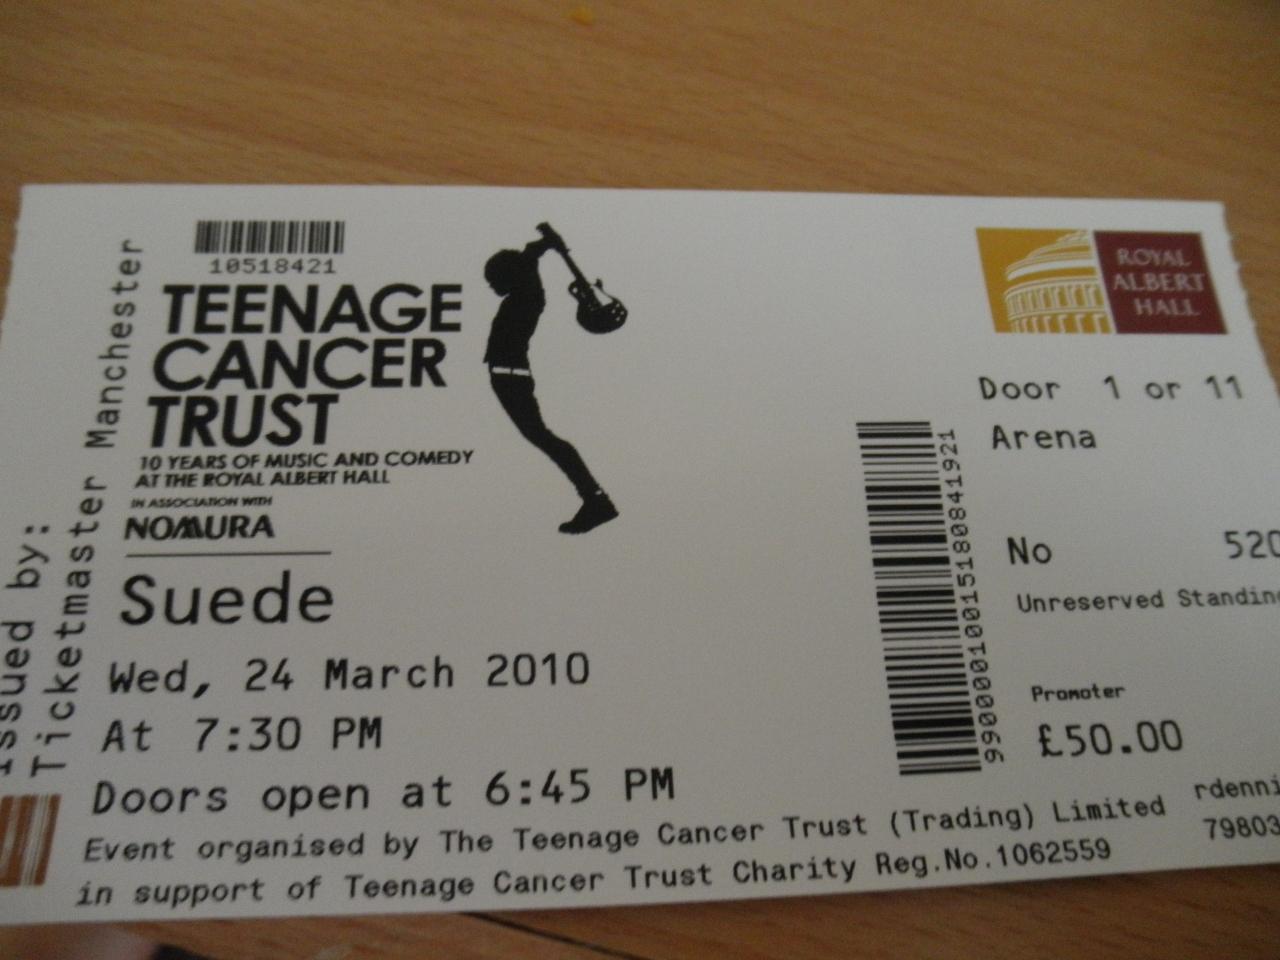 Issued by:
Ticketmaster Manchester
10518421
TEENAGE
CANCER
TRUST
10 YEARS OF MUSIC AND COMEDY
AT THE ROYAL ALBERT HALL
IN ASSOCIATION WITH
NOMURA
Suede
Wed, 24 March 2010
At 7:30 PM
Doors open at 6:45 PM
Event organised by The Teenage Cancer Trust (Trading) Limited
in support of Teenage Cancer Trust Charity Reg.No.1062559
ROYAL
ALBERT
HALL
Door 1 or 11
Arena
No 520
Unreserved Standing
Promoter
£50.00
rdenni
79803